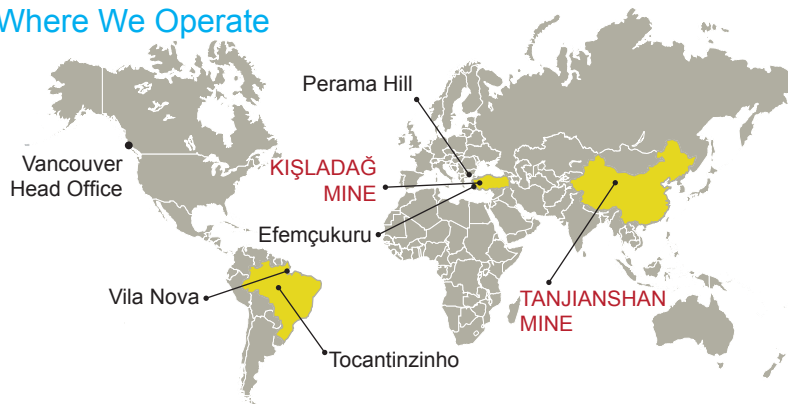 Where We Operate
Perama Hill
Vancouver
Head Office
KIŞLADAĞ
MINE
Efemçukuru
Vila Nova
TANJIANSHAN
MINE
Tocantinzinho